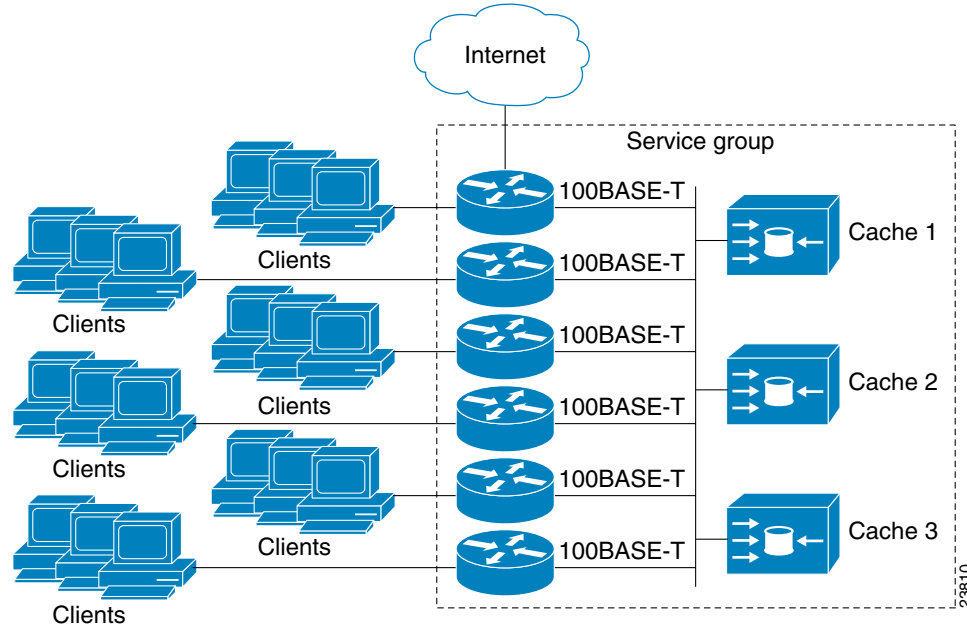 Internet
Service group
100BASE-T
Cache 1
Clients
100BASE-T
Clients
100BASE-T
Cache 2
Clients
100BASE-T
Clients
100BASE-T
Cache 3
Clients
100BASE-T
Clients
23810